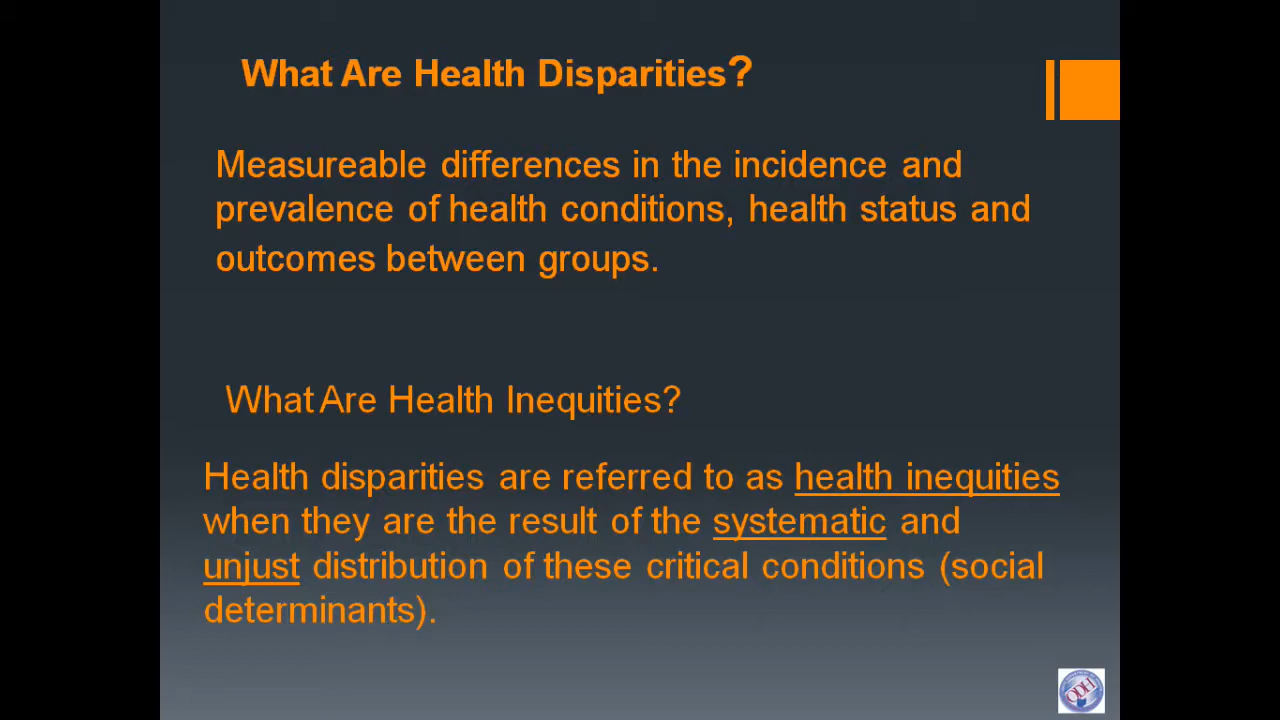 What Are Health Disparities?
Measureable differences in the incidence and
prevalence of health conditions, health status and
outcomes between groups.
What Are Health Inequities?
Health disparities are referred to as health inequities
when they are the result of the systematic and
unjust distribution of these critical conditions (social
determinants).